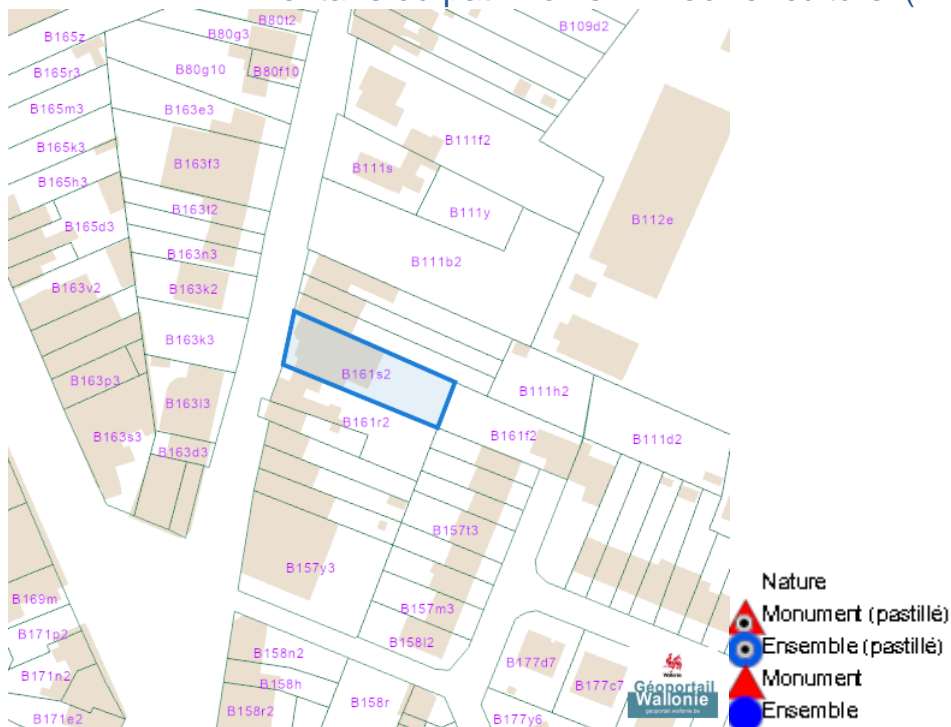 B165z
B80t2
B80g3
B109d2
B165r3
B80g10
B80f10
B165m3
B163e3
B165k3
B163f3
B111f2
B165h3
B111s
B163t2
B111y
B112e
B165d3
B163n3
B111b2
B163v2
B163k2
B163k3
B161s2
B163p3
B111h2
B163l3
B161r2
B163s3
B161f2
B111d2
B163d3
B157t3
B157y3
B169m
B157m3
B171p2
B158n2
B158l2
B171n2
B158h
B177d7
B177c7
B158r2
B158r
B171e2
B177y6
Wallonie
Géoportail
Wallonie
geoportail.wallonie.be
Nature
Monument (pastillé)
Ensemble (pastillé)
Monument
Ensemble